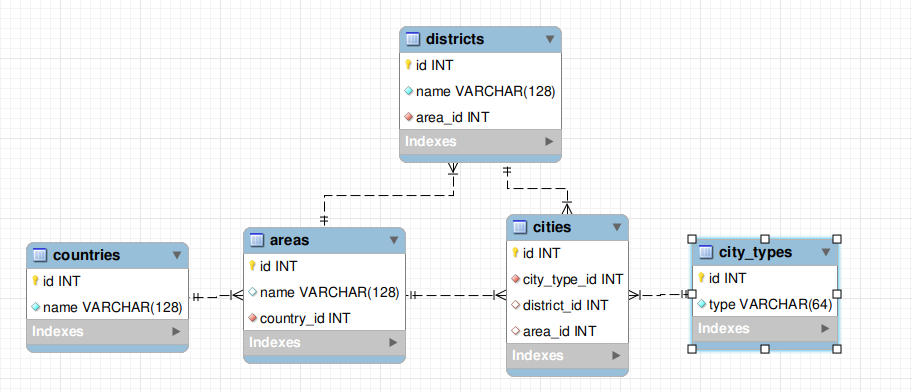 districts
id INT
name VARCHAR(128)
area_id INT
Indexes
countries
id INT
name VARCHAR(128)
Indexes
areas
id INT
name VARCHAR(128)
country_id INT
Indexes
cities
id INT
city_type_id INT
district_id INT
area_id INT
Indexes
city_types
id INT
type VARCHAR(64)
Indexes